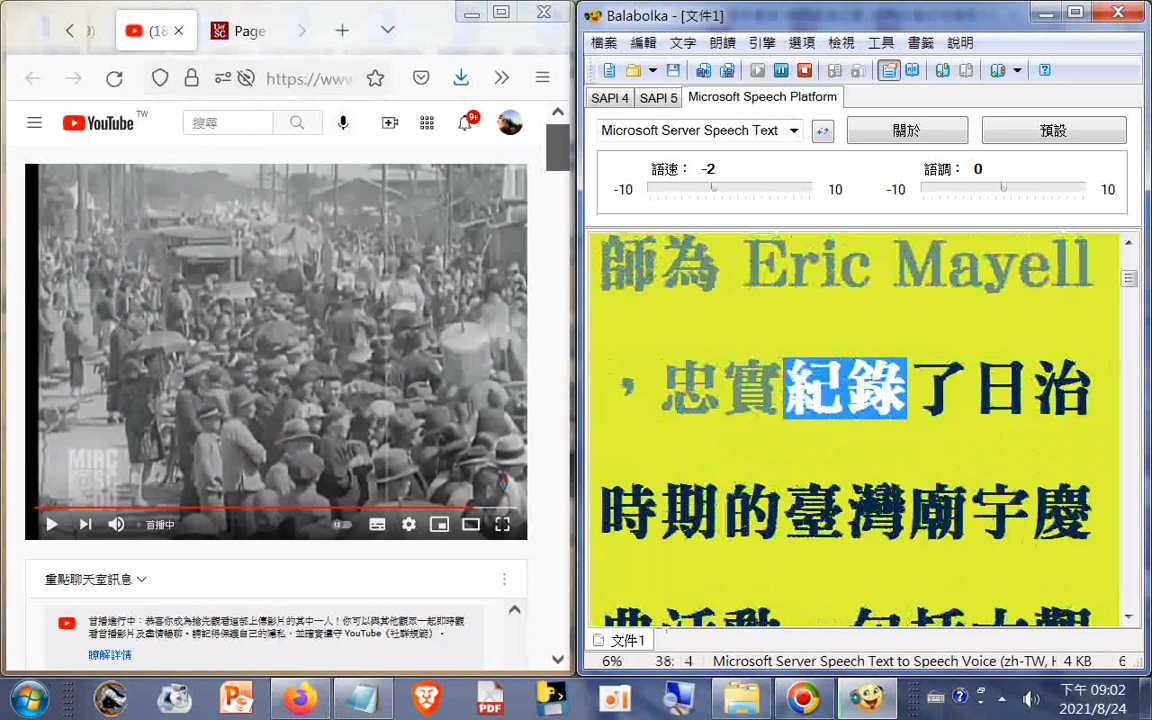 (18
Page
https://www
YouTube TW
搜尋
9+
MIRC
首播中
重點聊天室訊息
首播進行中：恭喜你成為搶先觀看這部上傳影片的其中一人！你可以與其他觀眾一起即時觀
看首播影片及盡情暢聊。請記得保護自己的隱私，並確實遵守 YouTube《社群規範》。
瞭解詳情
Balabolka - [文件1]
檔案 編輯 文字 朗讀 引擎 選項 檢視 工具 書籤 說明
SAPI 4 SAPI 5 Microsoft Speech Platform
Microsoft Server Speech Text 關於 預設
語速： -2 語調： 0
-10 10 -10 10
師為 Eric Mayell
，忠實紀錄了日治
時期的臺灣廟宇慶
典活動，包括大觀
文件1
6% 38: 4 Microsoft Server Speech Text to Speech Voice (zh-TW, H 4 KB 6
PDF
下午 09:02
2021/8/24